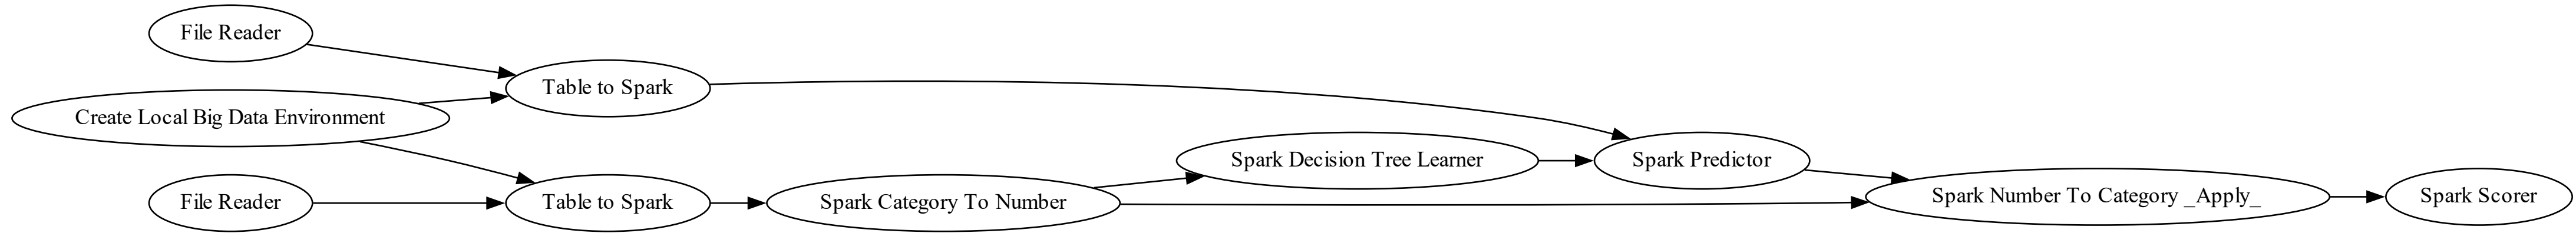 File Reader
Create Local Big Data Environment
File Reader
Table to Spark
Table to Spark
Spark Category To Number
Spark Decision Tree Learner
Spark Predictor
Spark Number To Category _Apply_
Spark Scorer